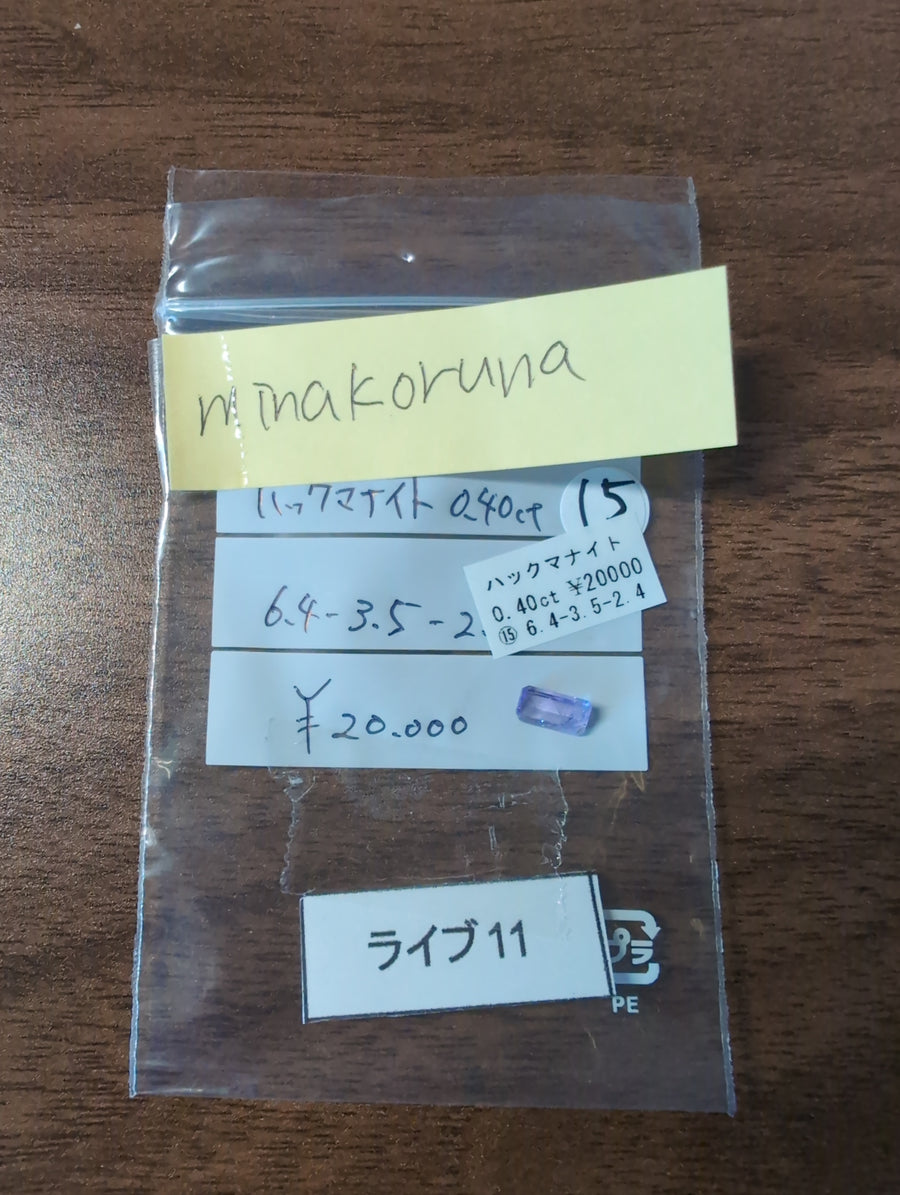 minakoruna
ハックマナイト 0.40ct
15
6.4-3.5-2.
ハックマナイト
0.40ct ¥20000
⑮ 6.4-3.5-2.4
¥20.000
ライブ11
プラ
PE